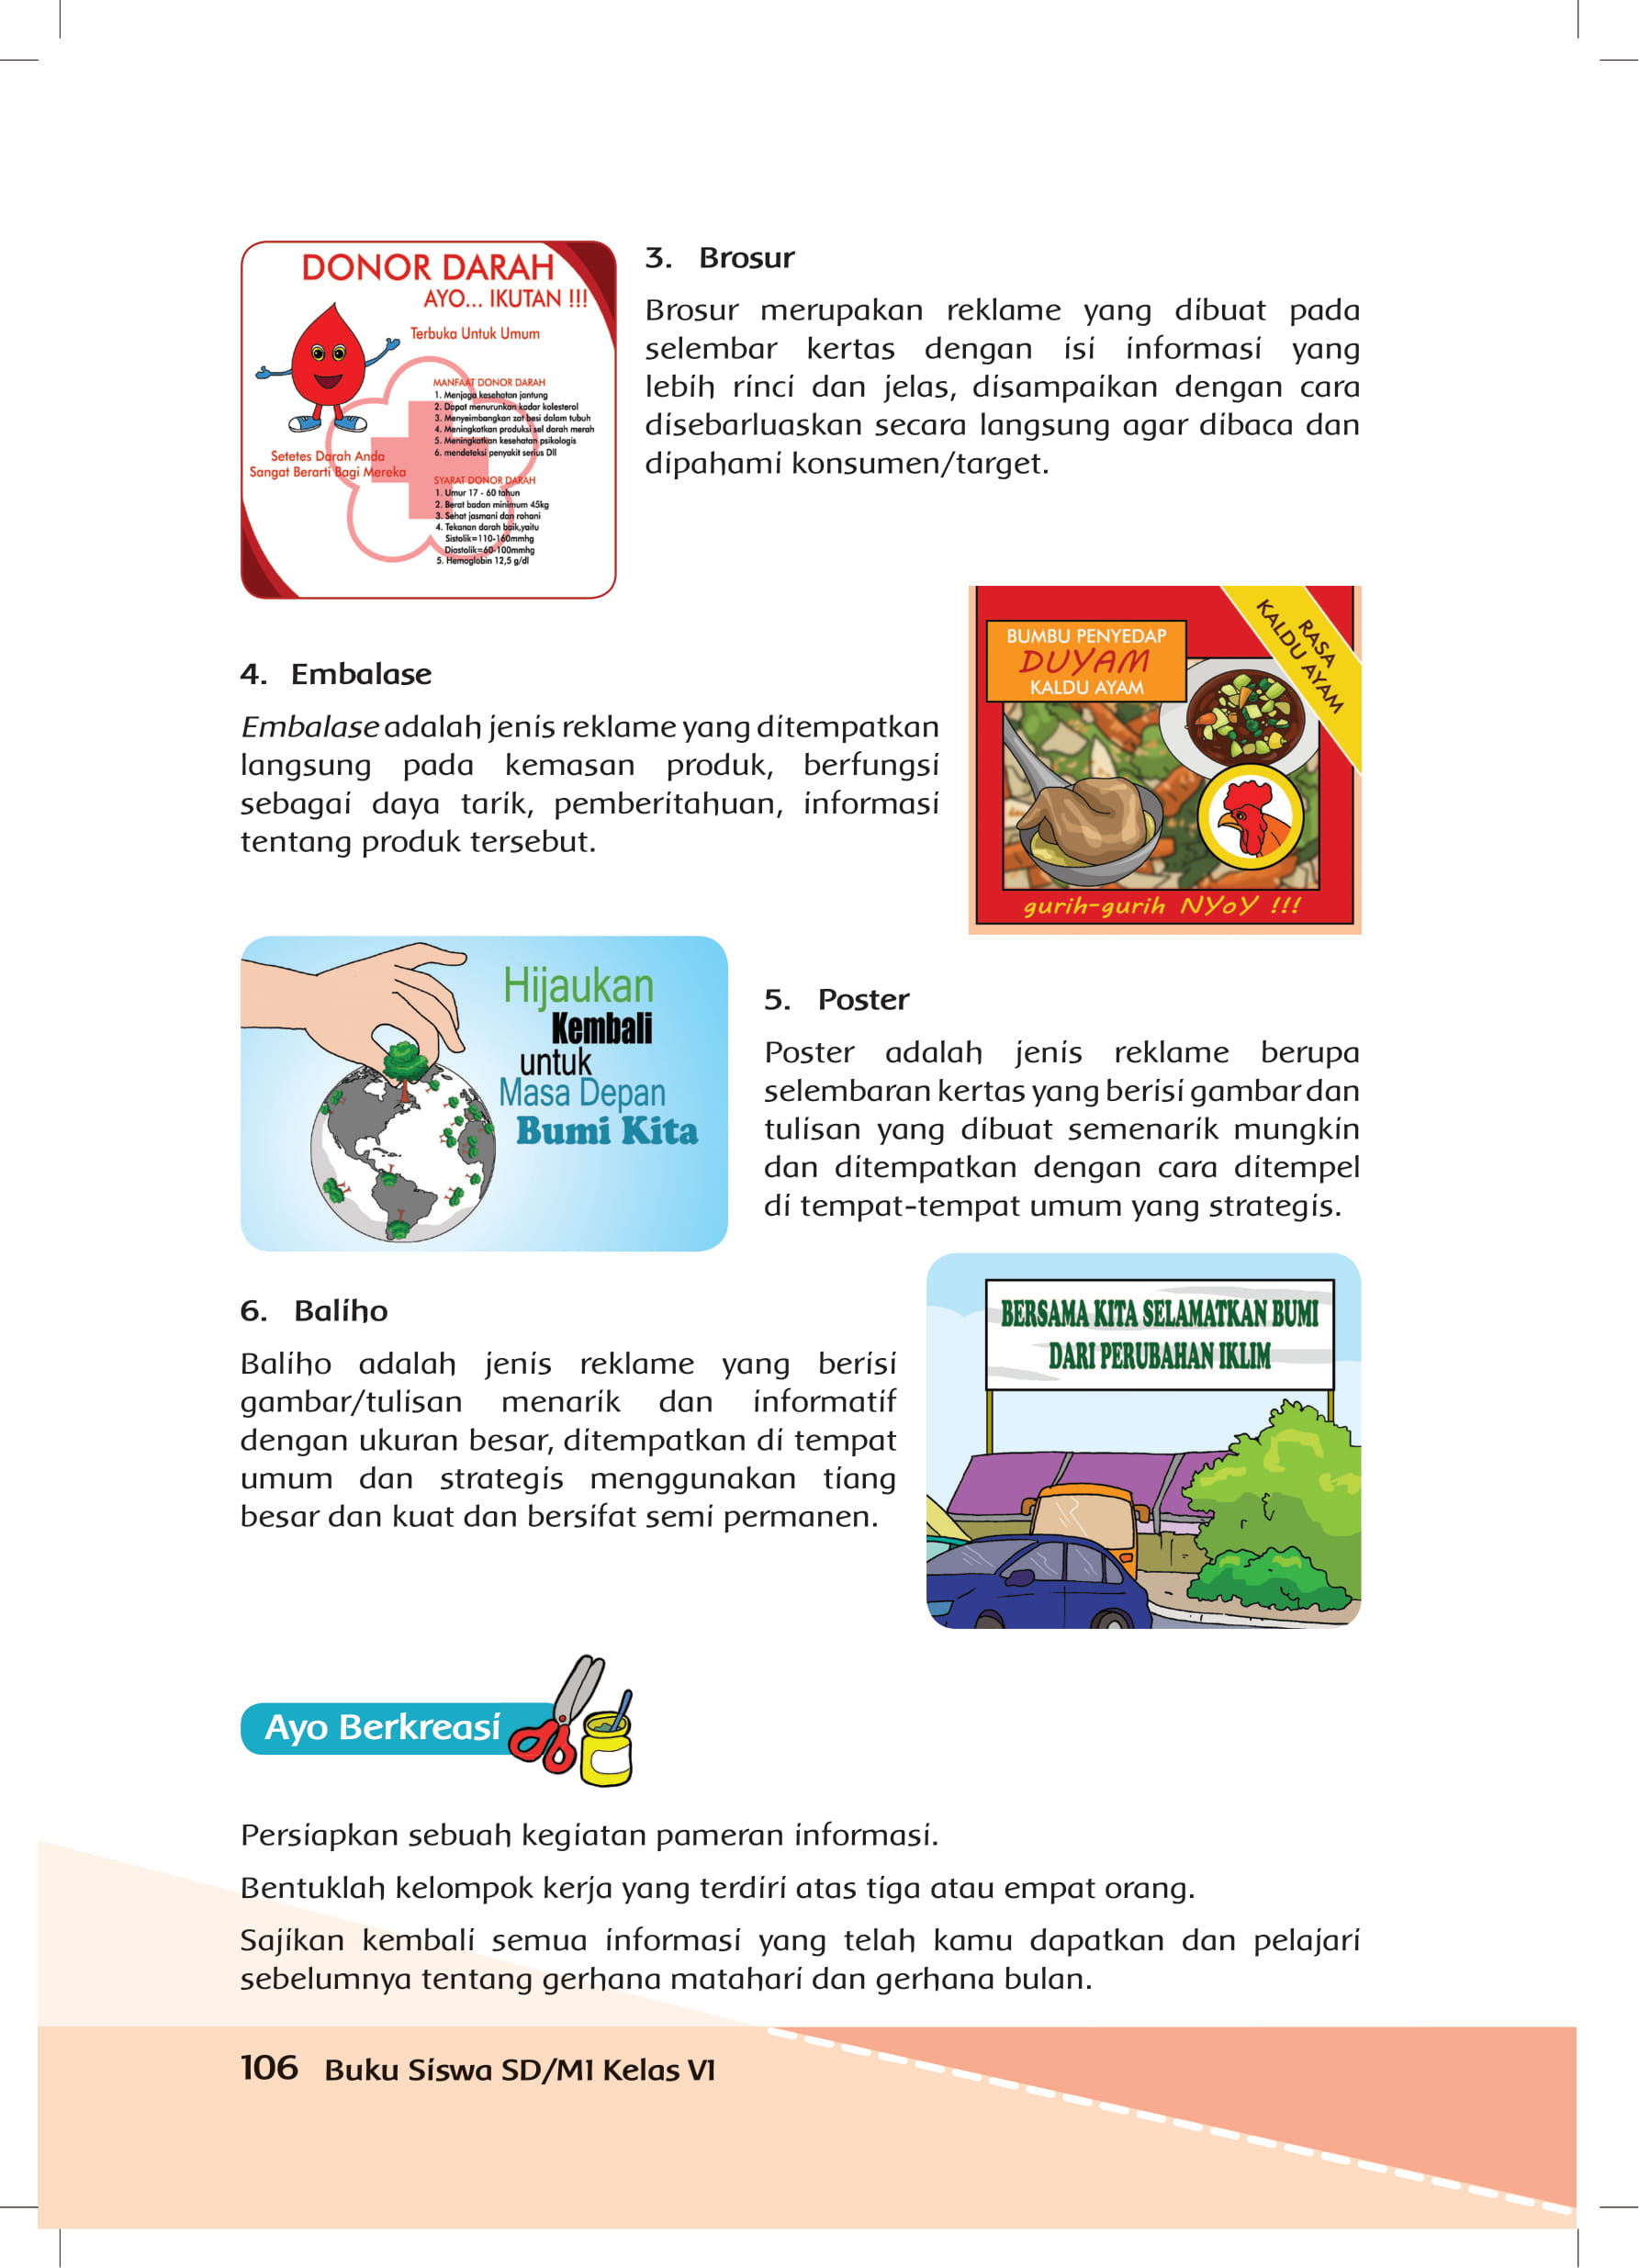 DONOR DARAH
AYO... IKUTAN !!!
Terbuka Untuk Umum
MANFAAT DONOR DARAH
1. Menjaga kesehatan jantung
2. Dapat menurunkan kadar kolesterol
3. Menyeimbangkan zat besi dalam tubuh
4. Meningkatkan produksi sel darah merah
5. Meningkatkan kesehatan psikologis
6. mendeteksi penyakit serius Dll
Setetes Darah Anda
Sangat Berarti Bagi Mereka
SYARAT DONOR DARAH
1. Umur 17 - 60 tahun
2. Berat badan minimum 45kg
3. Sehat jasmani dan rohani
4. Tekanan darah baik,yaitu
Sistolik=110-160mmhg
Diastolik=60-100mmhg
5. Hemoglobin 12,5 g/dl
3. Brosur
Brosur merupakan reklame yang dibuat pada
selembar kertas dengan isi informasi yang
lebih rinci dan jelas, disampaikan dengan cara
disebarluaskan secara langsung agar dibaca dan
dipahami konsumen/target.
4. Embalase
Embalase adalah jenis reklame yang ditempatkan
langsung pada kemasan produk, berfungsi
sebagai daya tarik, pemberitahuan, informasi
tentang produk tersebut.
BUMBU PENYEDAP
DUYAM
KALDU AYAM
RASA
KALDU AYAM
gurih-gurih NYoY !!!
Hijaukan
Kembali
untuk
Masa Depan
Bumi Kita
5. Poster
Poster adalah jenis reklame berupa
selembaran kertas yang berisi gambar dan
tulisan yang dibuat semenarik mungkin
dan ditempatkan dengan cara ditempel
di tempat-tempat umum yang strategis.
6. Baliho
Baliho adalah jenis reklame yang berisi
gambar/tulisan menarik dan informatif
dengan ukuran besar, ditempatkan di tempat
umum dan strategis menggunakan tiang
besar dan kuat dan bersifat semi permanen.
BERSAMA KITA SELAMATKAN BUMI
DARI PERUBAHAN IKLIM
Ayo Berkreasi
Persiapkan sebuah kegiatan pameran informasi.
Bentuklah kelompok kerja yang terdiri atas tiga atau empat orang.
Sajikan kembali semua informasi yang telah kamu dapatkan dan pelajari
sebelumnya tentang gerhana matahari dan gerhana bulan.
106 Buku Siswa SD/MI Kelas VI